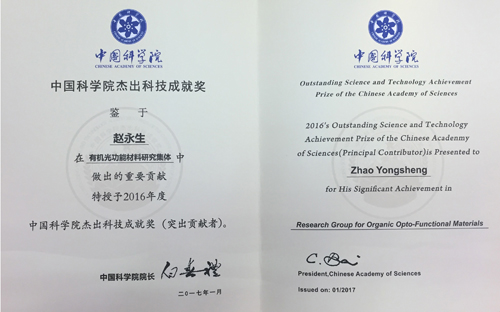 中国科学院
CHINESE ACADEMY OF SCIENCES
中国科学院杰出科技成就奖
鉴 于
赵永生
在 有机光功能材料研究集体 中
做出的重要贡献
特授予2016年度
中国科学院杰出科技成就奖（突出贡献者）。
中国科学院院长 白春礼
二〇一七年一月
中国科学院
CHINESE ACADEMY OF SCIENCES
Outstanding Science and Technology Achievement
Prize of the Chinese Academy of Sciences
2016's Outstanding Science and Technology
Achievement Prize of the Chinese Academny
of Sciences(Principal Contributor)is Presented to
Zhao Yongsheng
for His Significant Achievement in
Research Group for Organic Opto-Functional Materials
C. Bai
President,Chinese Academy of Sciences
Issued on: 01/2017